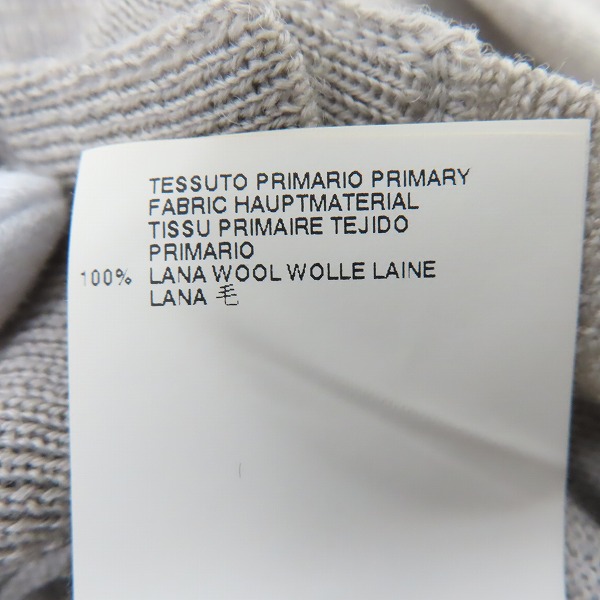 TESSUTO PRIMARIO PRIMARY
FABRIC HAUPTMATERIAL
TISSU PRIMAIRE TEJIDO
PRIMARIO
100% LANA WOOL WOLLE LAINE
LANA 毛